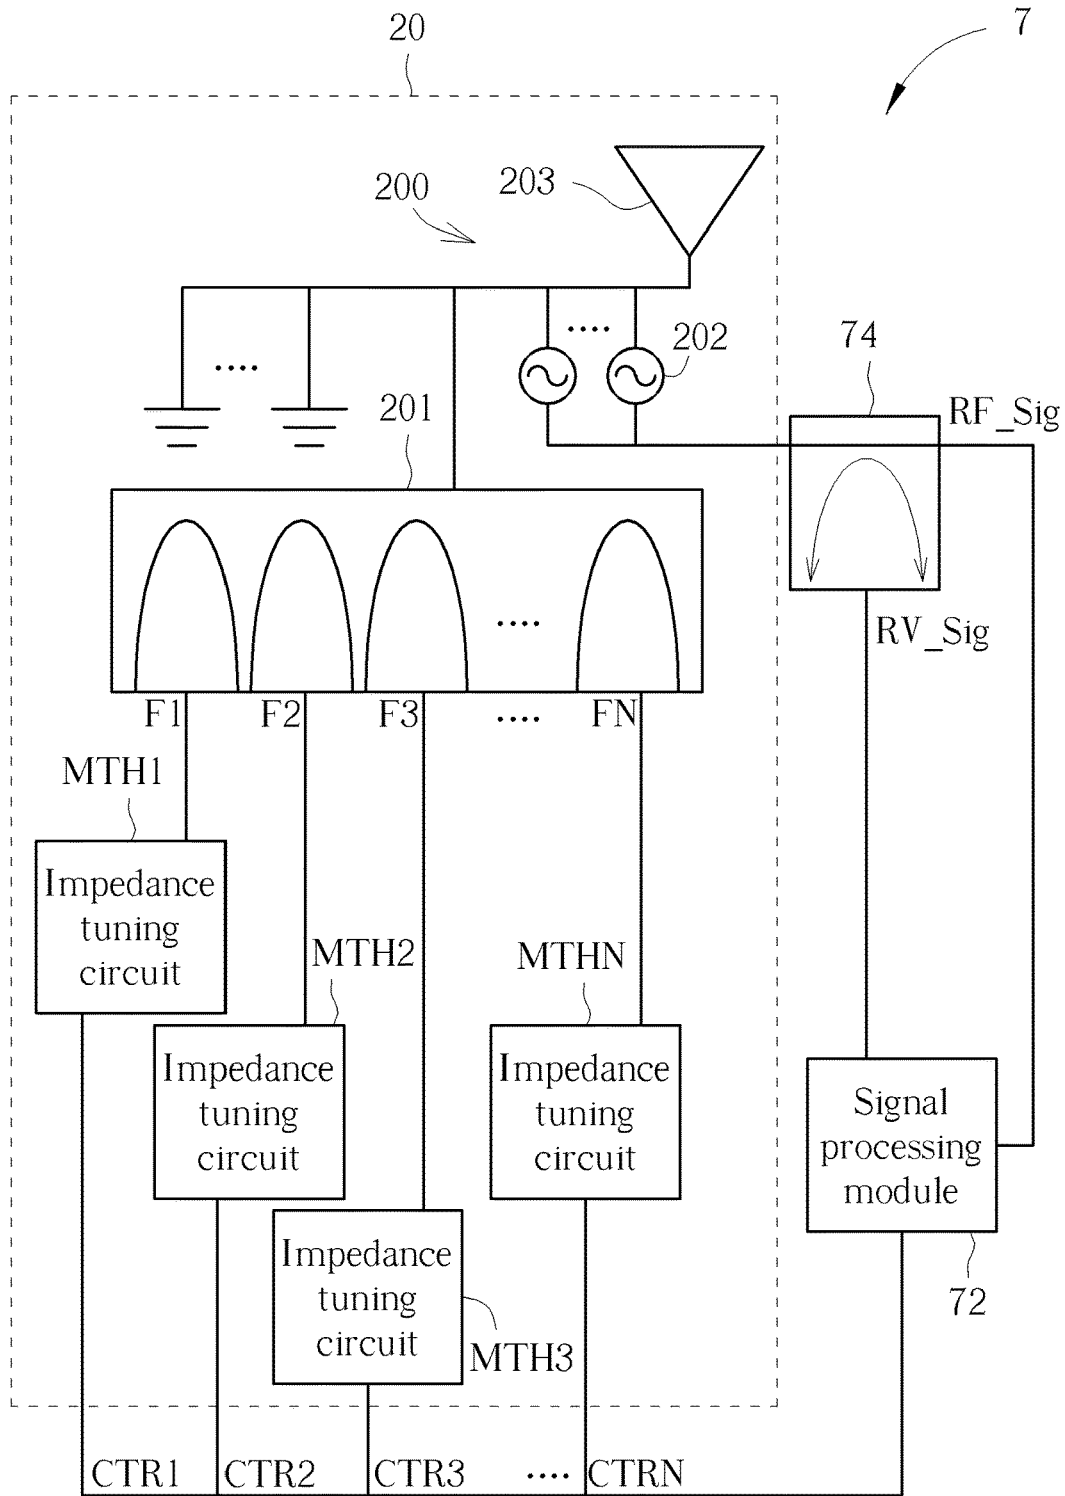 7
20
203
200
....
202
74
....
201
RF_Sig
....
RV_Sig
F1
F2
F3
....
FN
MTH1
Impedance
tuning
circuit
MTH2
MTHN
Impedance
tuning
circuit
Impedance
tuning
circuit
Signal
processing
module
Impedance
tuning
circuit
72
MTH3
CTR1
CTR2
CTR3
....
CTRN